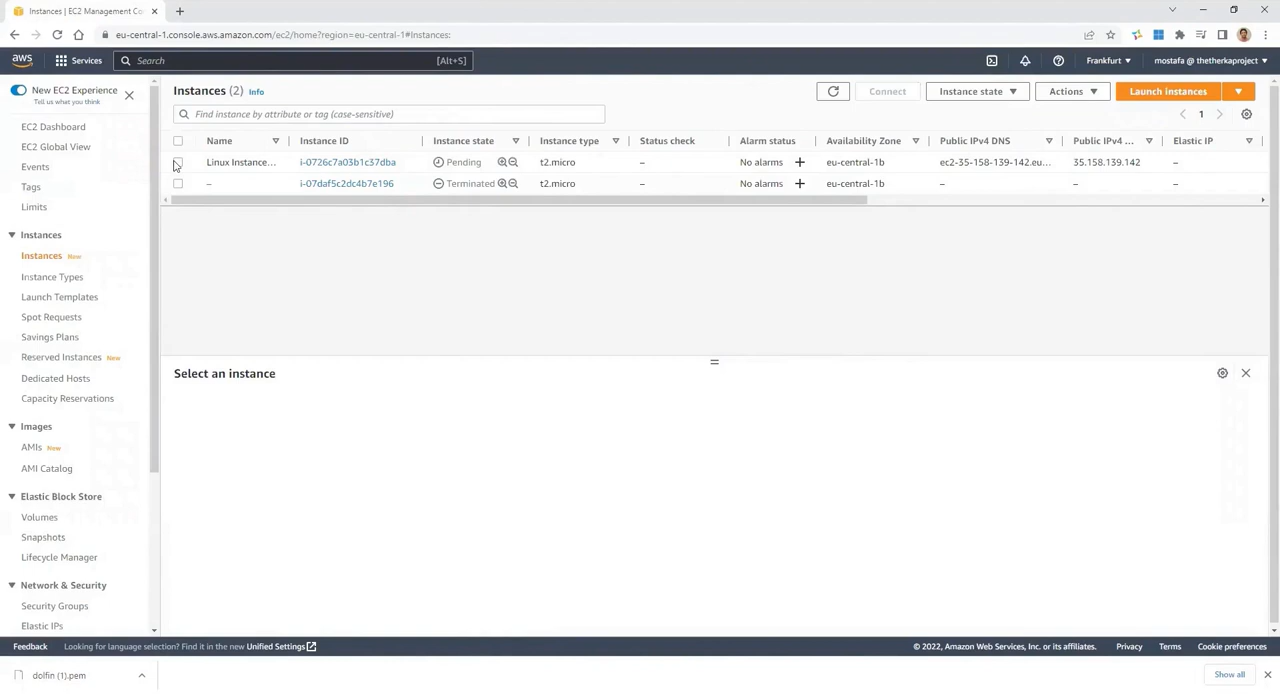 Instances | EC2 Management Co
eu-central-1.console.aws.amazon.com/ec2/home?region=eu-central-1#Instances:
aws Services Search [Alt+S] Frankfurt mostafa @ thetherkaproject
New EC2 Experience
Tell us what you think
EC2 Dashboard
EC2 Global View
Events
Tags
Limits
Instances
Instances New
Instance Types
Launch Templates
Spot Requests
Savings Plans
Reserved Instances New
Dedicated Hosts
Capacity Reservations
Images
AMIs New
AMI Catalog
Elastic Block Store
Volumes
Snapshots
Lifecycle Manager
Network & Security
Security Groups
Elastic IPs
Instances (2) Info
Connect Instance state Actions Launch instances
Find instance by attribute or tag (case-sensitive) 1
Name Instance ID Instance state Instance type Status check Alarm status Availability Zone Public IPv4 DNS Public IPv4 ... Elastic IP
Linux Instance... i-0726c7a03b1c37dba Pending t2.micro – No alarms + eu-central-1b ec2-35-158-139-142.eu... 35.158.139.142 –
– i-07daf5c2dc4b7e196 Terminated t2.micro – No alarms + eu-central-1b – – –
Select an instance
Feedback Looking for language selection? Find it in the new Unified Settings © 2022, Amazon Web Services, Inc. or its affiliates. Privacy Terms Cookie preferences
dolfin (1).pem Show all